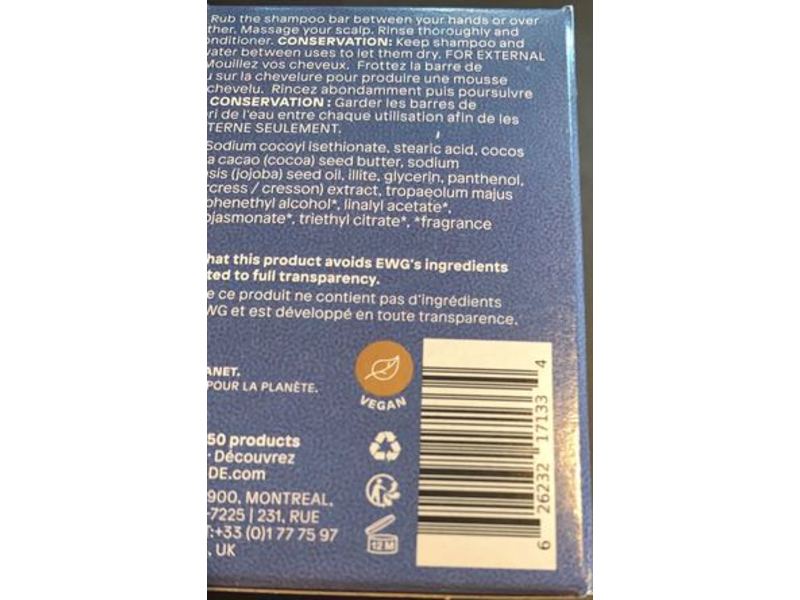 Rub the shampoo bar between your hands or over
ther. Massage your scalp. Rinse thoroughly and
onditioner. CONSERVATION: Keep shampoo and
water between uses to let them dry. FOR EXTERNAL
Mouillez vos cheveux. Frottez la barre de
u sur la chevelure pour produire une mousse
chevelu. Rincez abondamment puis poursuivre
CONSERVATION : Garder les barres de
ri de l'eau entre chaque utilisation afin de les
TERNE SEULEMENT.
Sodium cocoyl isethionate, stearic acid, cocos
a cacao (cocoa) seed butter, sodium
sis (jojoba) seed oil, illite, glycerin, panthenol,
rcress / cresson) extract, tropaeolum majus
phenethyl alcohol*, linalyl acetate*,
ojasmonate*, triethyl citrate*, *fragrance
hat this product avoids EWG's ingredients
ted to full transparency.
e ce produit ne contient pas d'ingrédients
WG et est développé en toute transparence.
ANET.
POUR LA PLANÈTE.
VEGAN
50 products
· Découvrez
DE.com
900, MONTREAL,
-7225 | 231, RUE
T:+33 (0)1 77 75 97
, UK
12 M
6 26232 17133 4